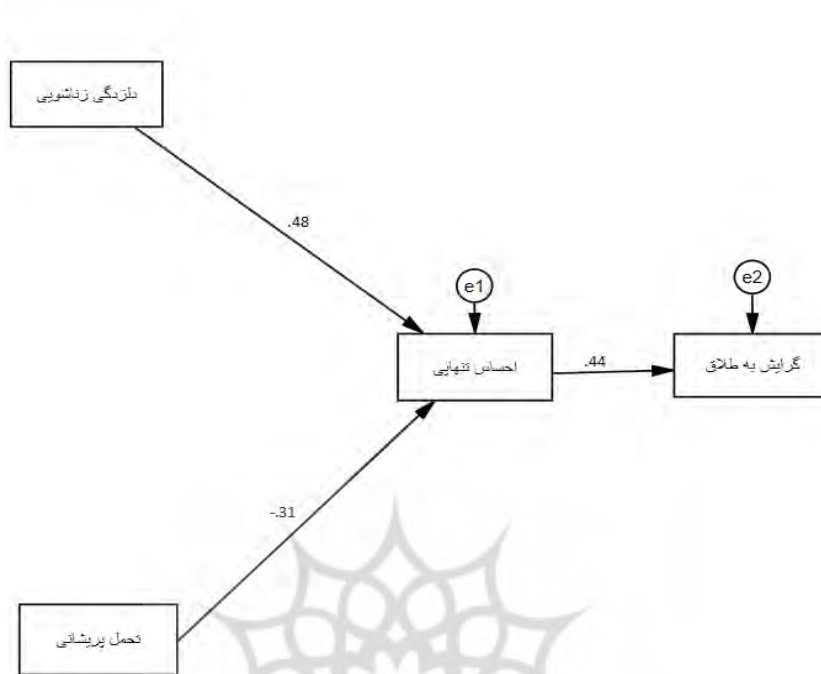 دلزدگی زناشویی
.48
e1
e2
احساس تنهایی
.44
گرایش به طلاق
-.31
تحمل پریشانی